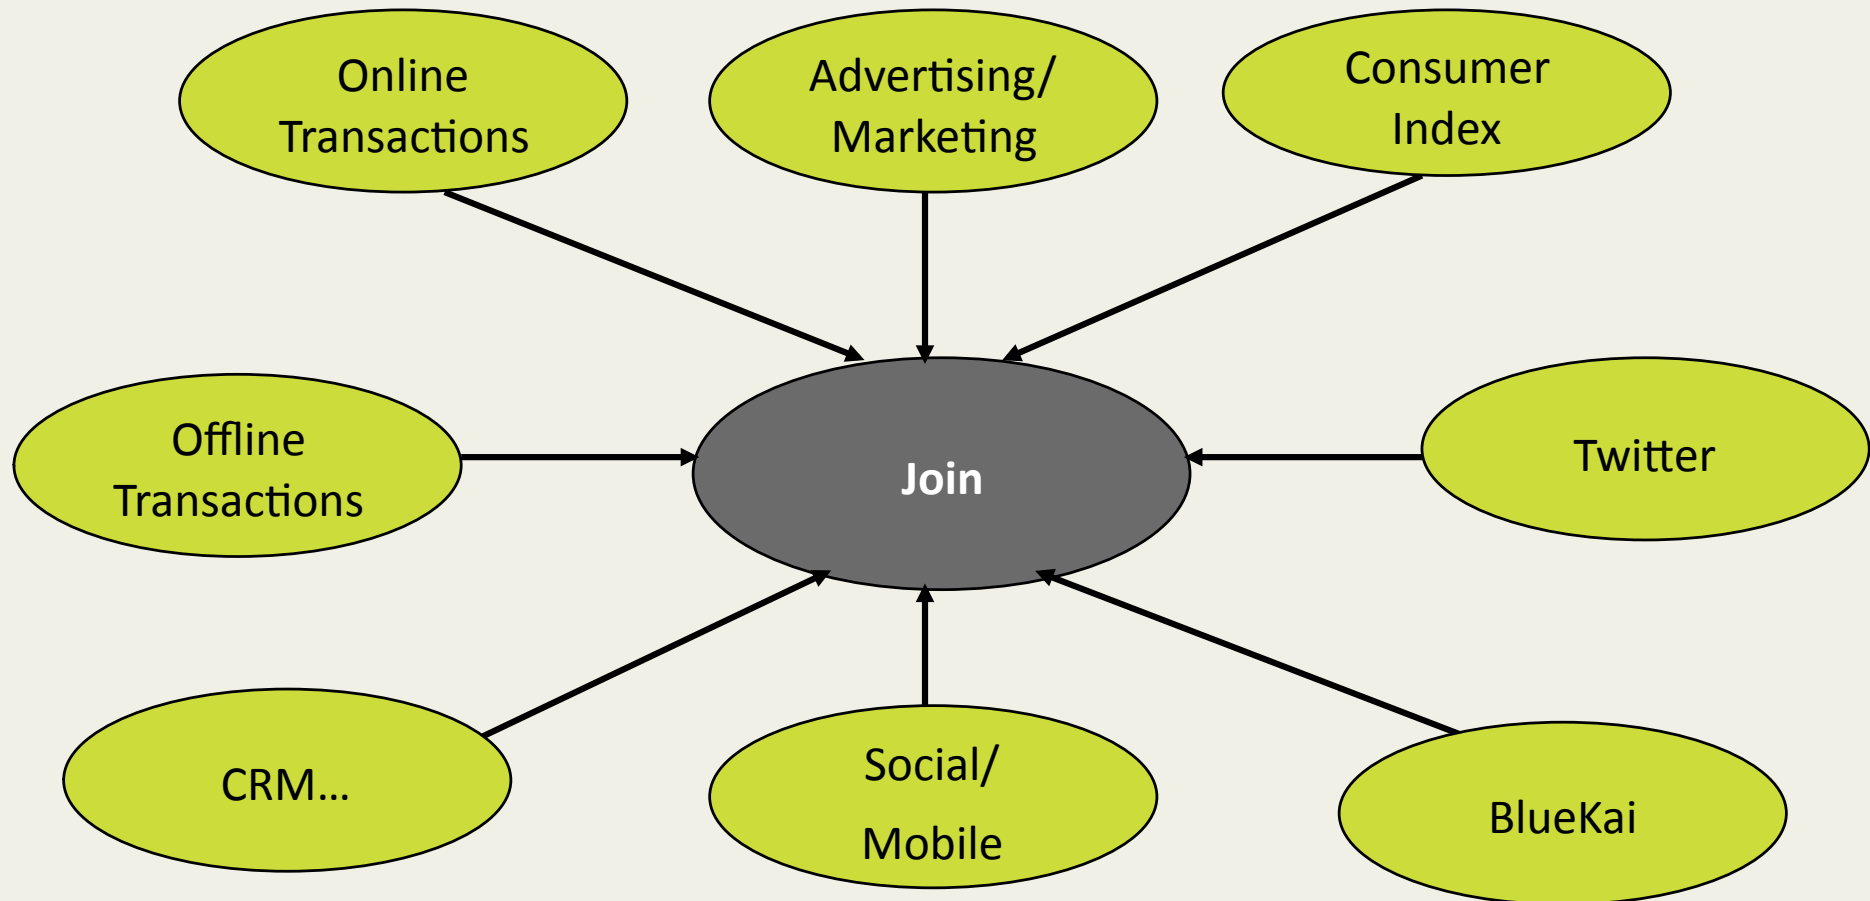 Online
Transactions
Advertising/
Marketing
Consumer
Index
Offline
Transactions
Join
Twitter
CRM...
Social/
Mobile
BlueKai